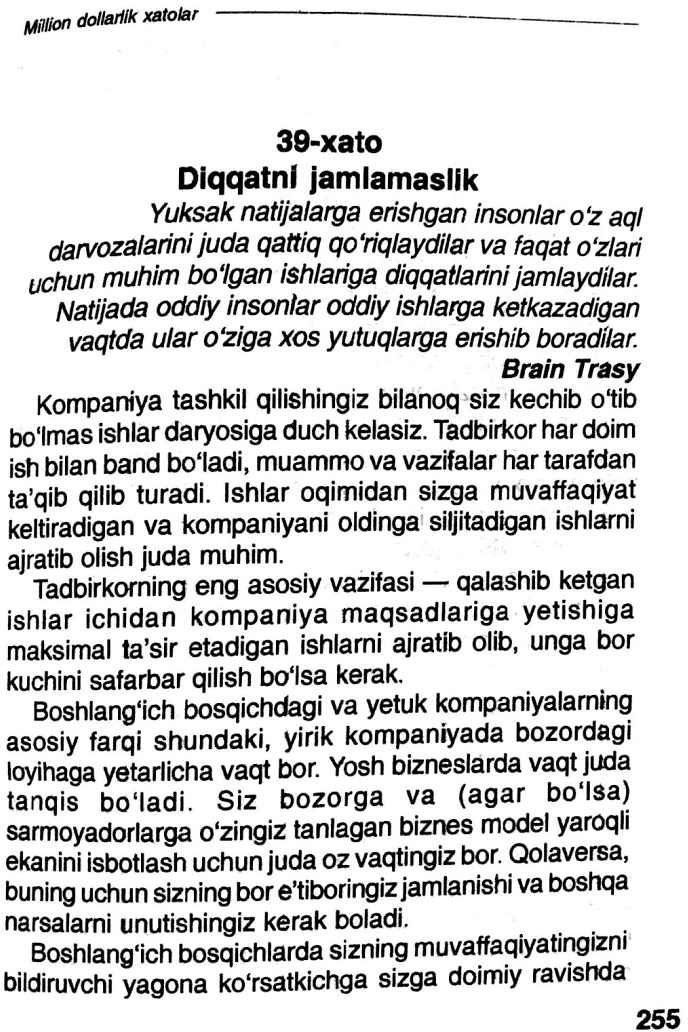 Million dollarlik xatolar
39-xato
Diqqatni jamlamaslik
Yuksak natijalarga erishgan insonlar o‘z aql
darvozalarini juda qattiq qo‘riqlaydilar va faqat o‘zlari
uchun muhim bo‘lgan ishlariga diqqatlarini jamlaydilar.
Natijada oddiy insonlar oddiy ishlarga ketkazadigan
vaqtda ular o‘ziga xos yutuqlarga erishib boradilar.
Brain Trasy
Kompaniya tashkil qilishingiz bilanoq siz kechib o‘tib
bo‘lmas ishlar daryosiga duch kelasiz. Tadbirkor har doim
ish bilan band bo‘ladi, muammo va vazifalar har tarafdan
ta’qib qilib turadi. Ishlar oqimidan sizga muvaffaqiyat
keltiradigan va kompaniyani oldinga siljitadigan ishlarni
ajratib olish juda muhim.
Tadbirkorning eng asosiy vazifasi — qalashib ketgan
ishlar ichidan kompaniya maqsadlariga yetishiga
maksimal ta’sir etadigan ishlarni ajratib olib, unga bor
kuchini safarbar qilish bo‘lsa kerak.
Boshlang‘ich bosqichdagi va yetuk kompaniyalarning
asosiy farqi shundaki, yirik kompaniyada bozordagi
loyihaga yetarlicha vaqt bor. Yosh bizneslarda vaqt juda
tanqis bo‘ladi. Siz bozorga va (agar bo‘lsa)
sarmoyadorlarga o‘zingiz tanlagan biznes model yaroqli
ekanini isbotlash uchun juda oz vaqtingiz bor. Qolaversa,
buning uchun sizning bor e’tiboringiz jamlanishi va boshqa
narsalarni unutishingiz kerak boladi.
Boshlang‘ich bosqichlarda sizning muvaffaqiyatingizni
bildiruvchi yagona ko‘rsatkichga sizga doimiy ravishda
255